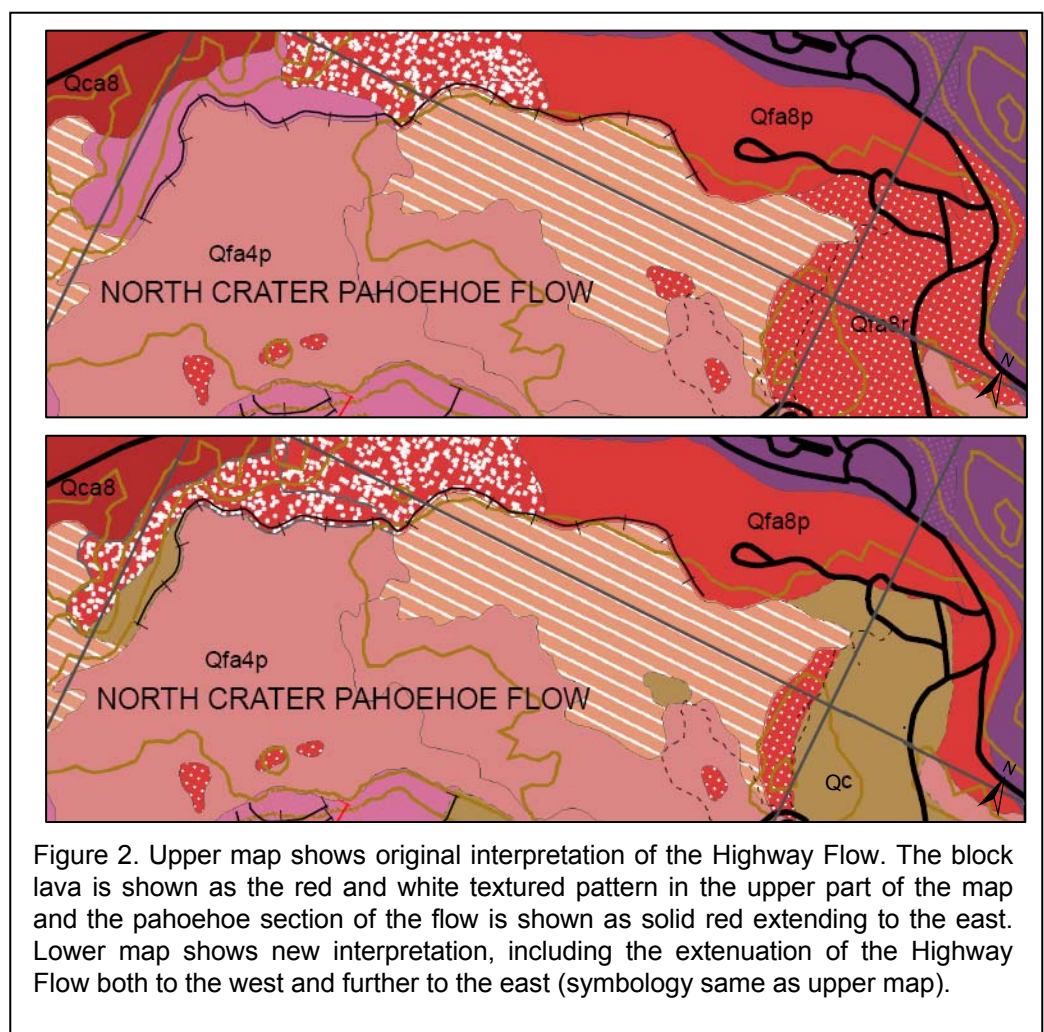 Qca8
Qfa8p
Qfa4p
NORTH CRATER PAHOEHOE FLOW
Qfa8r
N
Qca8
Qfa8p
Qfa4p
NORTH CRATER PAHOEHOE FLOW
Qc
N
Figure 2. Upper map shows original interpretation of the Highway Flow. The block
lava is shown as the red and white textured pattern in the upper part of the map
and the pahoehoe section of the flow is shown as solid red extending to the east.
Lower map shows new interpretation, including the extenuation of the Highway
Flow both to the west and further to the east (symbology same as upper map).